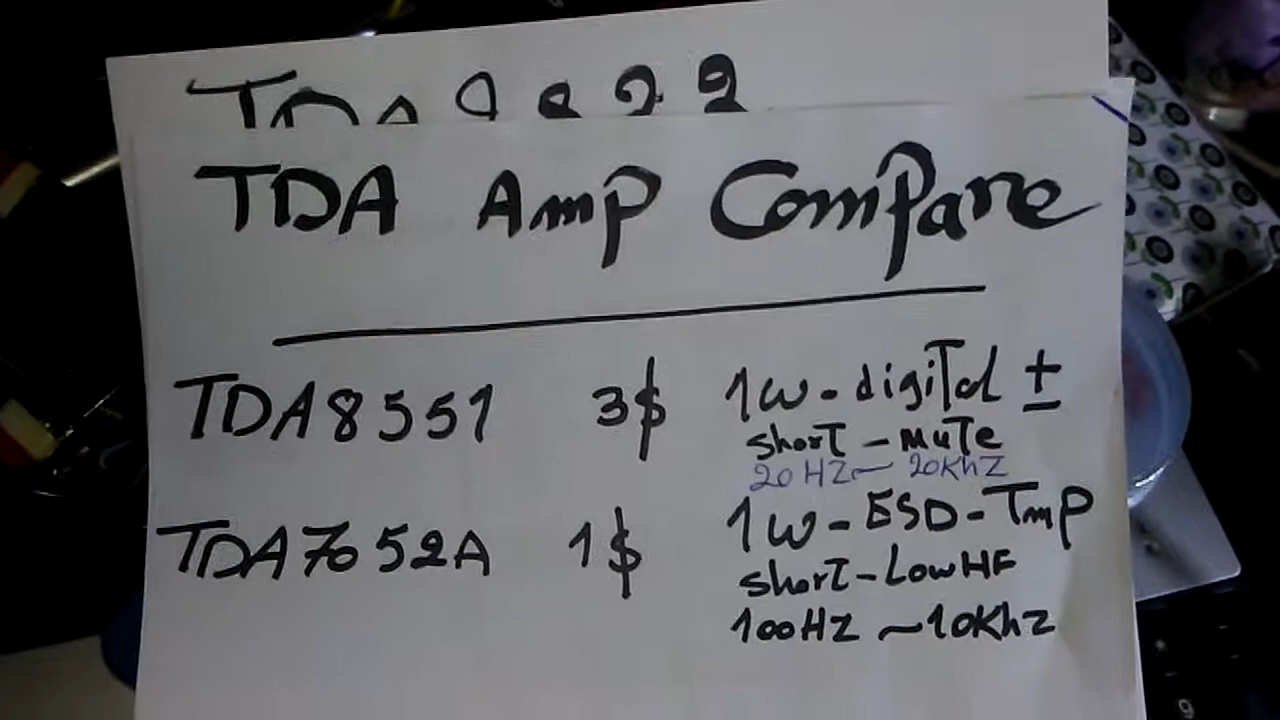 TDA Amp Compare
TDA8551 3$ 1W-digital ±
short-mute
20HZ~20KhZ
TDA7052A 1$ 1W-ESD-Tmp
short-LowHF
100HZ~10KhZ